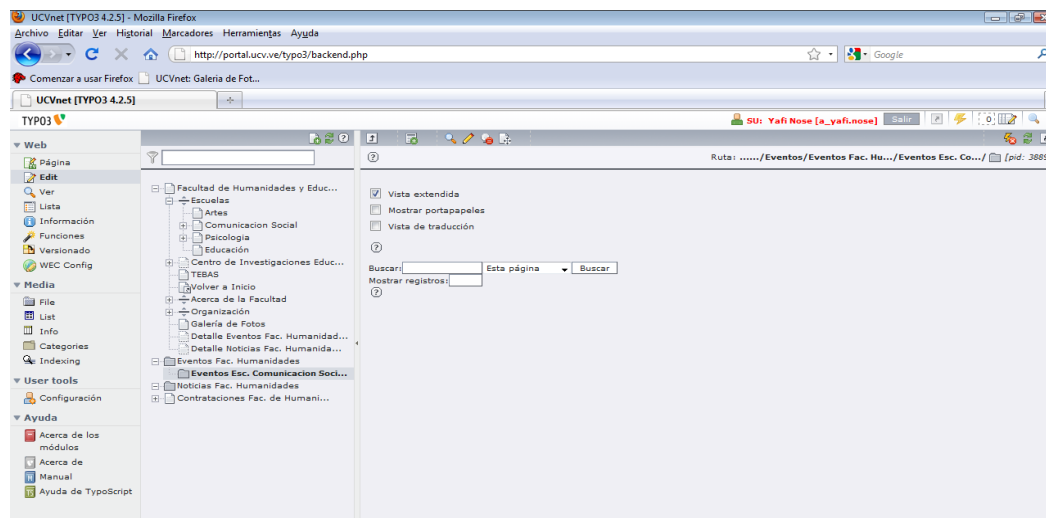 UCVnet [TYPO3 4.2.5] - Mozilla Firefox
Archivo Editar Ver Historial Marcadores Herramientas Ayuda
http://portal.ucv.ve/typo3/backend.php
Google
Comenzar a usar Firefox UCVnet: Galeria de Fot...
UCVnet [TYPO3 4.2.5]
TYPO3
SU: Yafi Nose [a_yafi.nose] Salir 0
Web
Página
Edit
Ver
Lista
Información
Funciones
Versionado
WEC Config
Media
File
List
Info
Categories
Indexing
User tools
Configuración
Ayuda
Acerca de los
módulos
Acerca de
Manual
Ayuda de TypoScript
Facultad de Humanidades y Educ...
Escuelas
Artes
Comunicacion Social
Psicologia
Educación
Centro de Investigaciones Educ...
TEBAS
Volver a Inicio
Acerca de la Facultad
Organización
Galería de Fotos
Detalle Eventos Fac. Humanidad...
Detalle Noticias Fac. Humanida...
Eventos Fac. Humanidades
Eventos Esc. Comunicacion Soci...
Noticias Fac. Humanidades
Contrataciones Fac. de Humani...
Ruta: ....../Eventos/Eventos Fac. Hu.../Eventos Esc. Co.../ [pid: 3889
Vista extendida
Mostrar portapapeles
Vista de traducción
Buscar: Esta página Buscar
Mostrar registros: